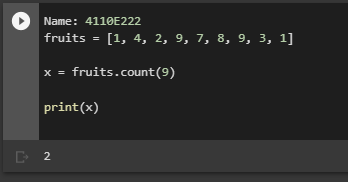 Name: 4110E222
fruits = [1, 4, 2, 9, 7, 8, 9, 3, 1]
x = fruits.count(9)
print(x)
2